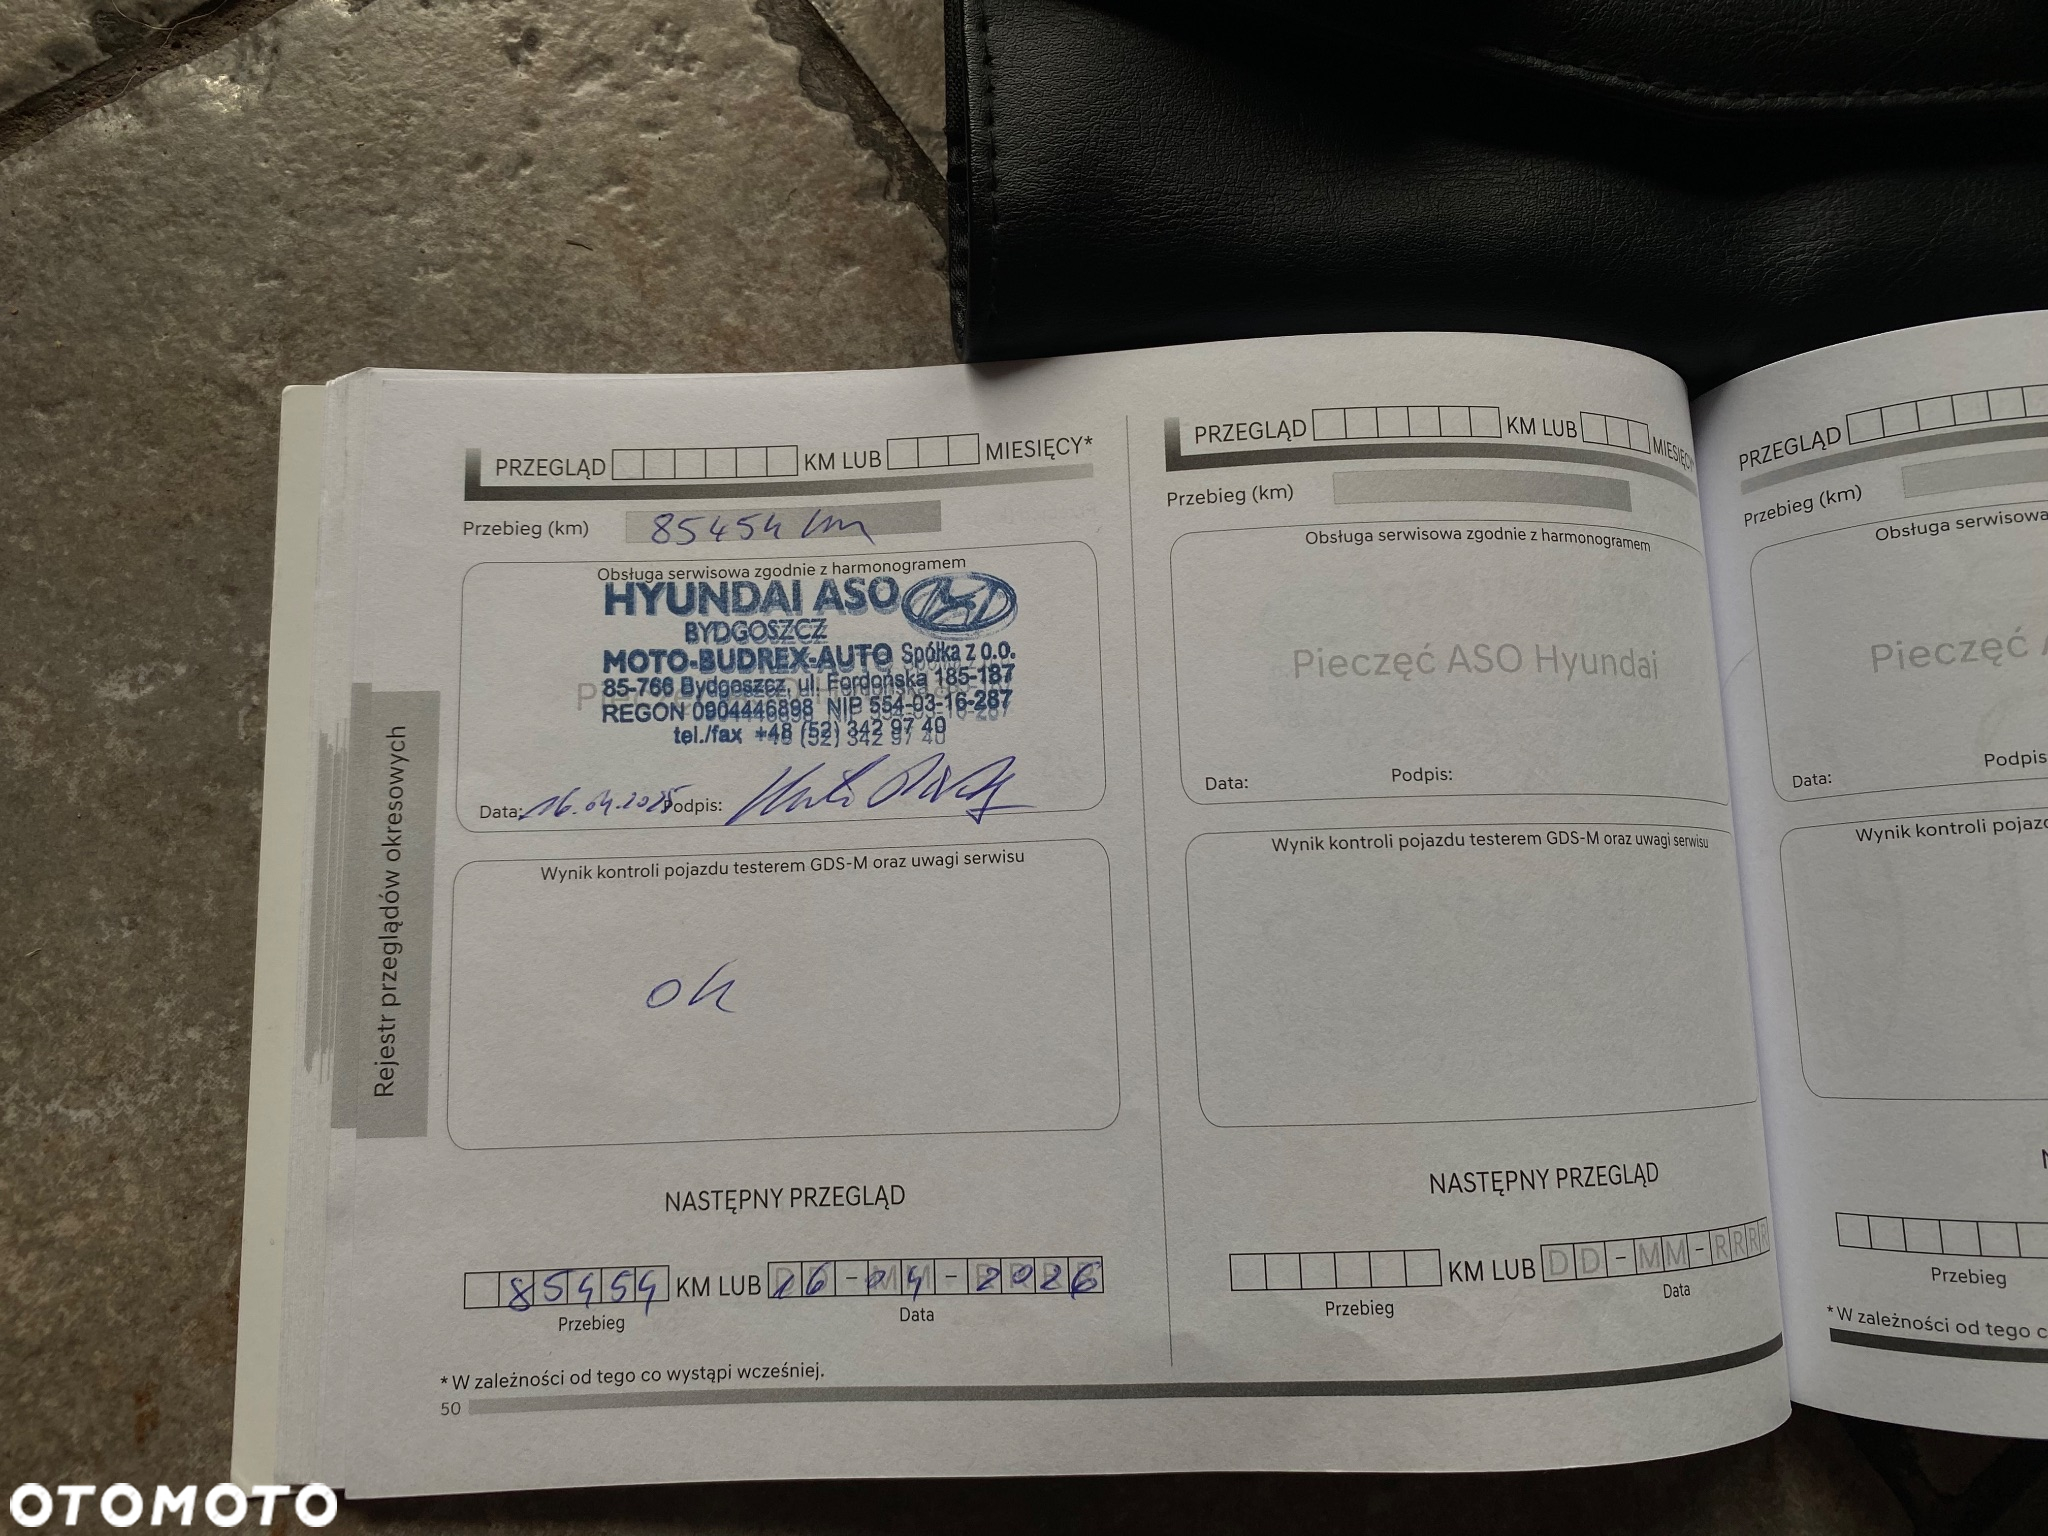 PRZEGLĄD KM LUB MIESIĘCY*
Przebieg (km) 85454 km
Obsługa serwisowa zgodnie z harmonogramem
HYUNDAI ASO
BYDGOSZCZ
MOTO-BUDREX-AUTO Spółka z o.o.
85-766 Bydgoszcz, ul. Fordońska 185-187
REGON 0904446898 NIP 554-03-16-287
tel./fax +48 (52) 342 97 40
Data: 16.04.2025 Podpis:
Wynik kontroli pojazdu testerem GDS-M oraz uwagi serwisu
ok
NASTĘPNY PRZEGLĄD
85454 KM LUB 16-04-2026
Przebieg Data
* W zależności od tego co wystąpi wcześniej.
50
Rejestr przeglądów okresowych
PRZEGLĄD KM LUB MIESIĘCY
Przebieg (km)
Obsługa serwisowa zgodnie z harmonogramem
Pieczęć ASO Hyundai
Data: Podpis:
Wynik kontroli pojazdu testerem GDS-M oraz uwagi serwisu
NASTĘPNY PRZEGLĄD
KM LUB DD-MM-RRRR
Przebieg Data
PRZEGLĄD
Przebieg (km)
Obsługa serwisowa
Pieczęć
Data: Podpis
Wynik kontroli pojaz
Przebieg
* W zależności od tego c
OTOMOTO